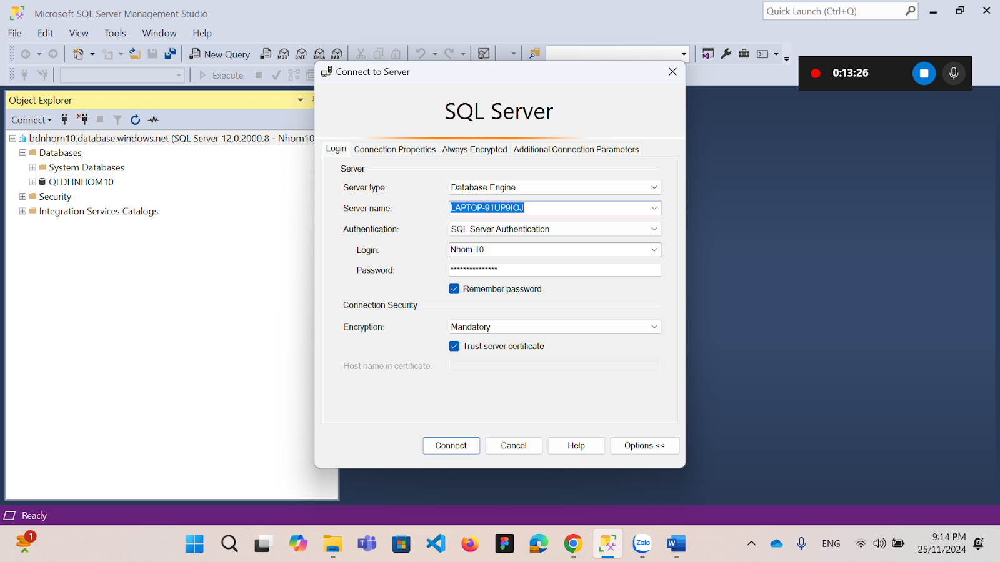 Microsoft SQL Server Management Studio
Quick Launch (Ctrl+Q)
File Edit View Tools Window Help
New Query
MDX DMX XMLA DAX
Execute
0:13:26
Object Explorer
Connect
bdnhom10.database.windows.net (SQL Server 12.0.2000.8 - Nhom10
Databases
System Databases
QLDHNHOM10
Security
Integration Services Catalogs
Connect to Server
SQL Server
Login Connection Properties Always Encrypted Additional Connection Parameters
Server
Server type: Database Engine
Server name: LAPTOP-91UP9IOJ
Authentication: SQL Server Authentication
Login: Nhom 10
Password: ***************
Remember password
Connection Security
Encryption: Mandatory
Trust server certificate
Host name in certificate:
Connect Cancel Help Options <<
Ready
1
Zalo
ENG
9:14 PM
25/11/2024